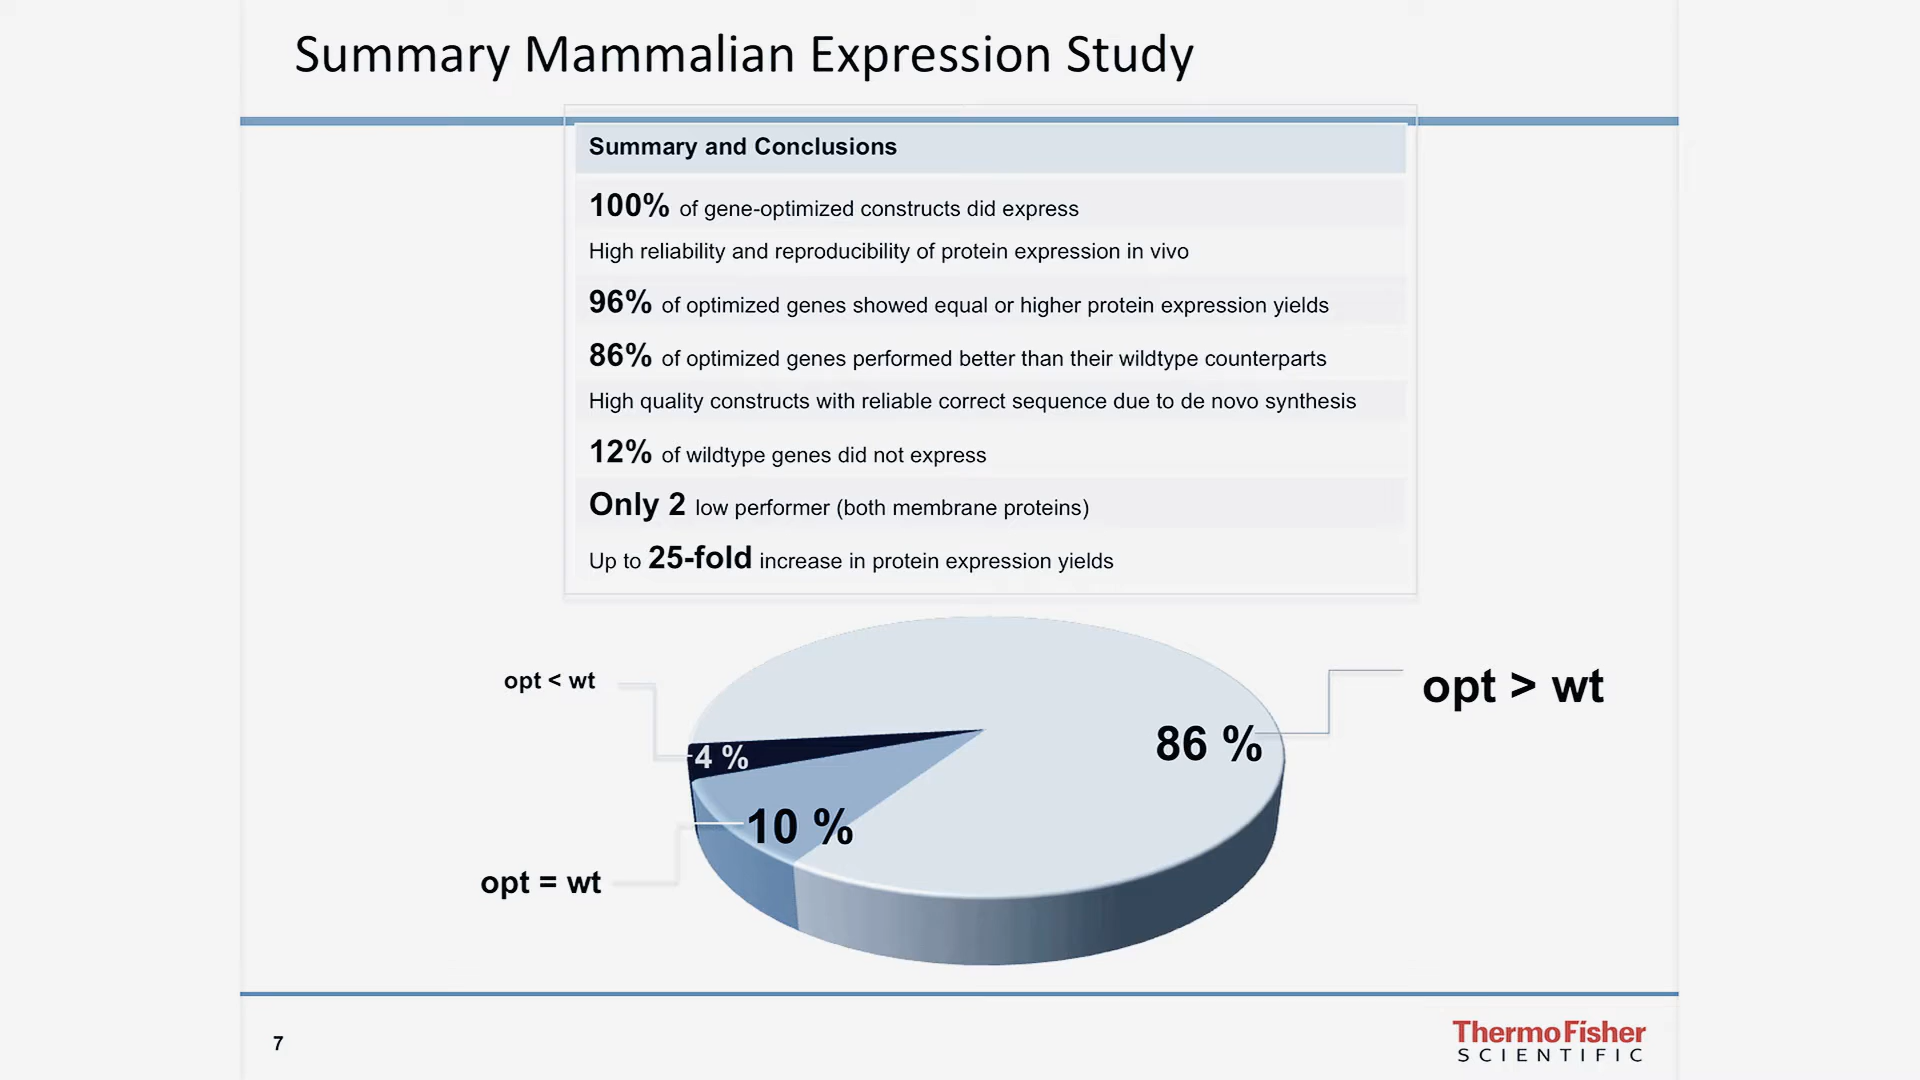 Summary Mammalian Expression Study
Summary and Conclusions
100% of gene-optimized constructs did express
High reliability and reproducibility of protein expression in vivo
96% of optimized genes showed equal or higher protein expression yields
86% of optimized genes performed better than their wildtype counterparts
High quality constructs with reliable correct sequence due to de novo synthesis
12% of wildtype genes did not express
Only 2 low performer (both membrane proteins)
Up to 25-fold increase in protein expression yields
opt < wt
opt > wt
86 %
4 %
10 %
opt = wt
7
ThermoFisher
SCIENTIFIC